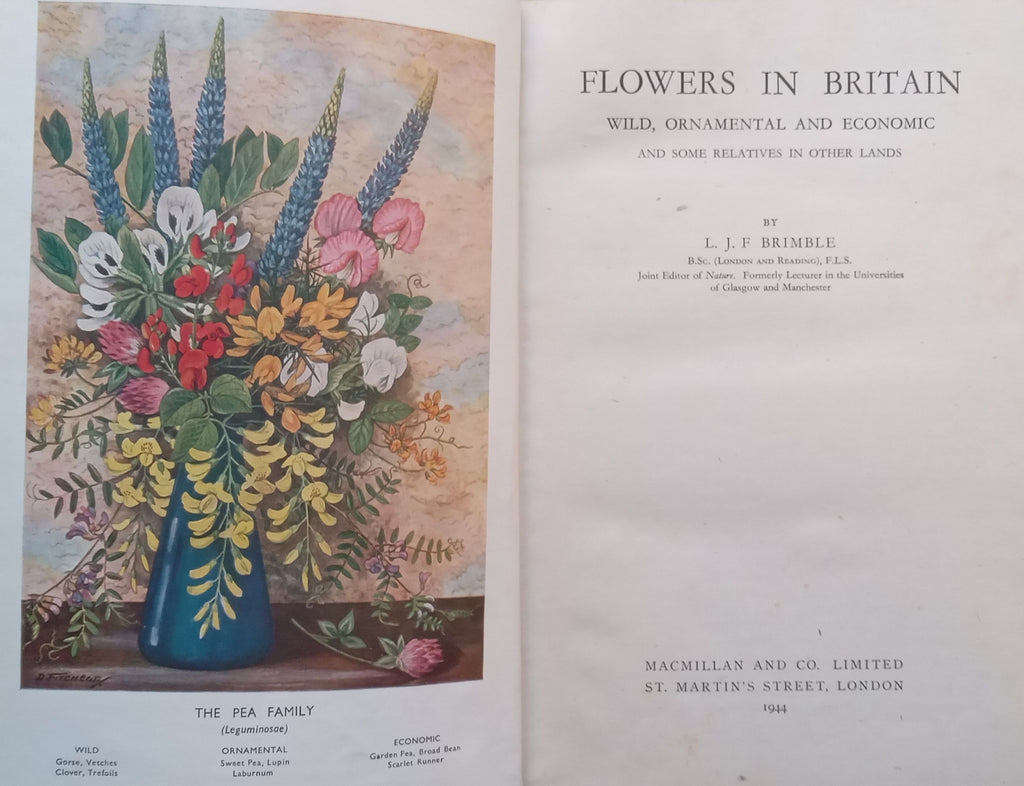 D. FITCHEW
THE PEA FAMILY
(Leguminosae)
WILD
Gorse, Vetches
Clover, Trefoils
ORNAMENTAL
Sweet Pea, Lupin
Laburnum
ECONOMIC
Garden Pea, Broad Bean
Scarlet Runner
FLOWERS IN BRITAIN
WILD, ORNAMENTAL AND ECONOMIC
AND SOME RELATIVES IN OTHER LANDS
BY
L. J. F BRIMBLE
B.Sc. (London and Reading), F.L.S.
Joint Editor of Nature. Formerly Lecturer in the Universities
of Glasgow and Manchester
MACMILLAN AND CO. LIMITED
ST. MARTIN'S STREET, LONDON
1944